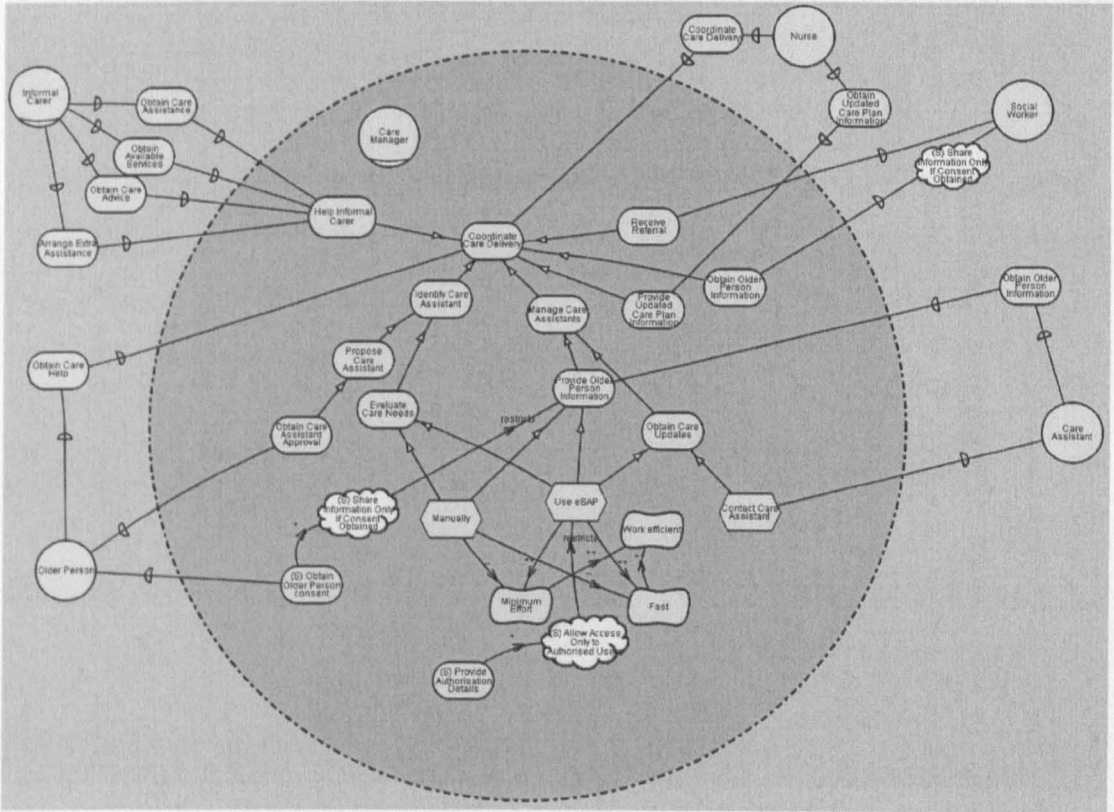 Coordinate
Care Delivery
Nurse
Informal
Carer
Obtain Care
Assistance
Obtain
Updated
Care Plan
Information
Social
Worker
Care
Manager
Obtain
Available
Services
(S) Share
Information Only
If Consent
Obtained
Obtain Care
Advice
Help Informal
Carer
Receive
Referral
Arrange Extra
Assistance
Coordinate
Care Delivery
Obtain Older
Person
Information
Obtain Older
Person
Information
Identify Care
Assistant
Manage Care
Assistants
Provide
Updated
Care Plan
Information
Propose
Care
Assistant
Obtain Care
Help
Provide Older
Person
Information
Evaluate
Care Needs
restricts
Obtain Care
Assistant
Approval
Obtain Care
Updates
Care
Assistant
(S) Share
Information Only
If Consent
Obtained
Manually
Use eSAP
Contact Care
Assistant
Work efficient
restricts
Older Person
(S) Obtain
Older Person
consent
Minimum
Effort
Fast
(S) Allow Access
Only to
Authorised User
(S) Provide
Authorisation
Details